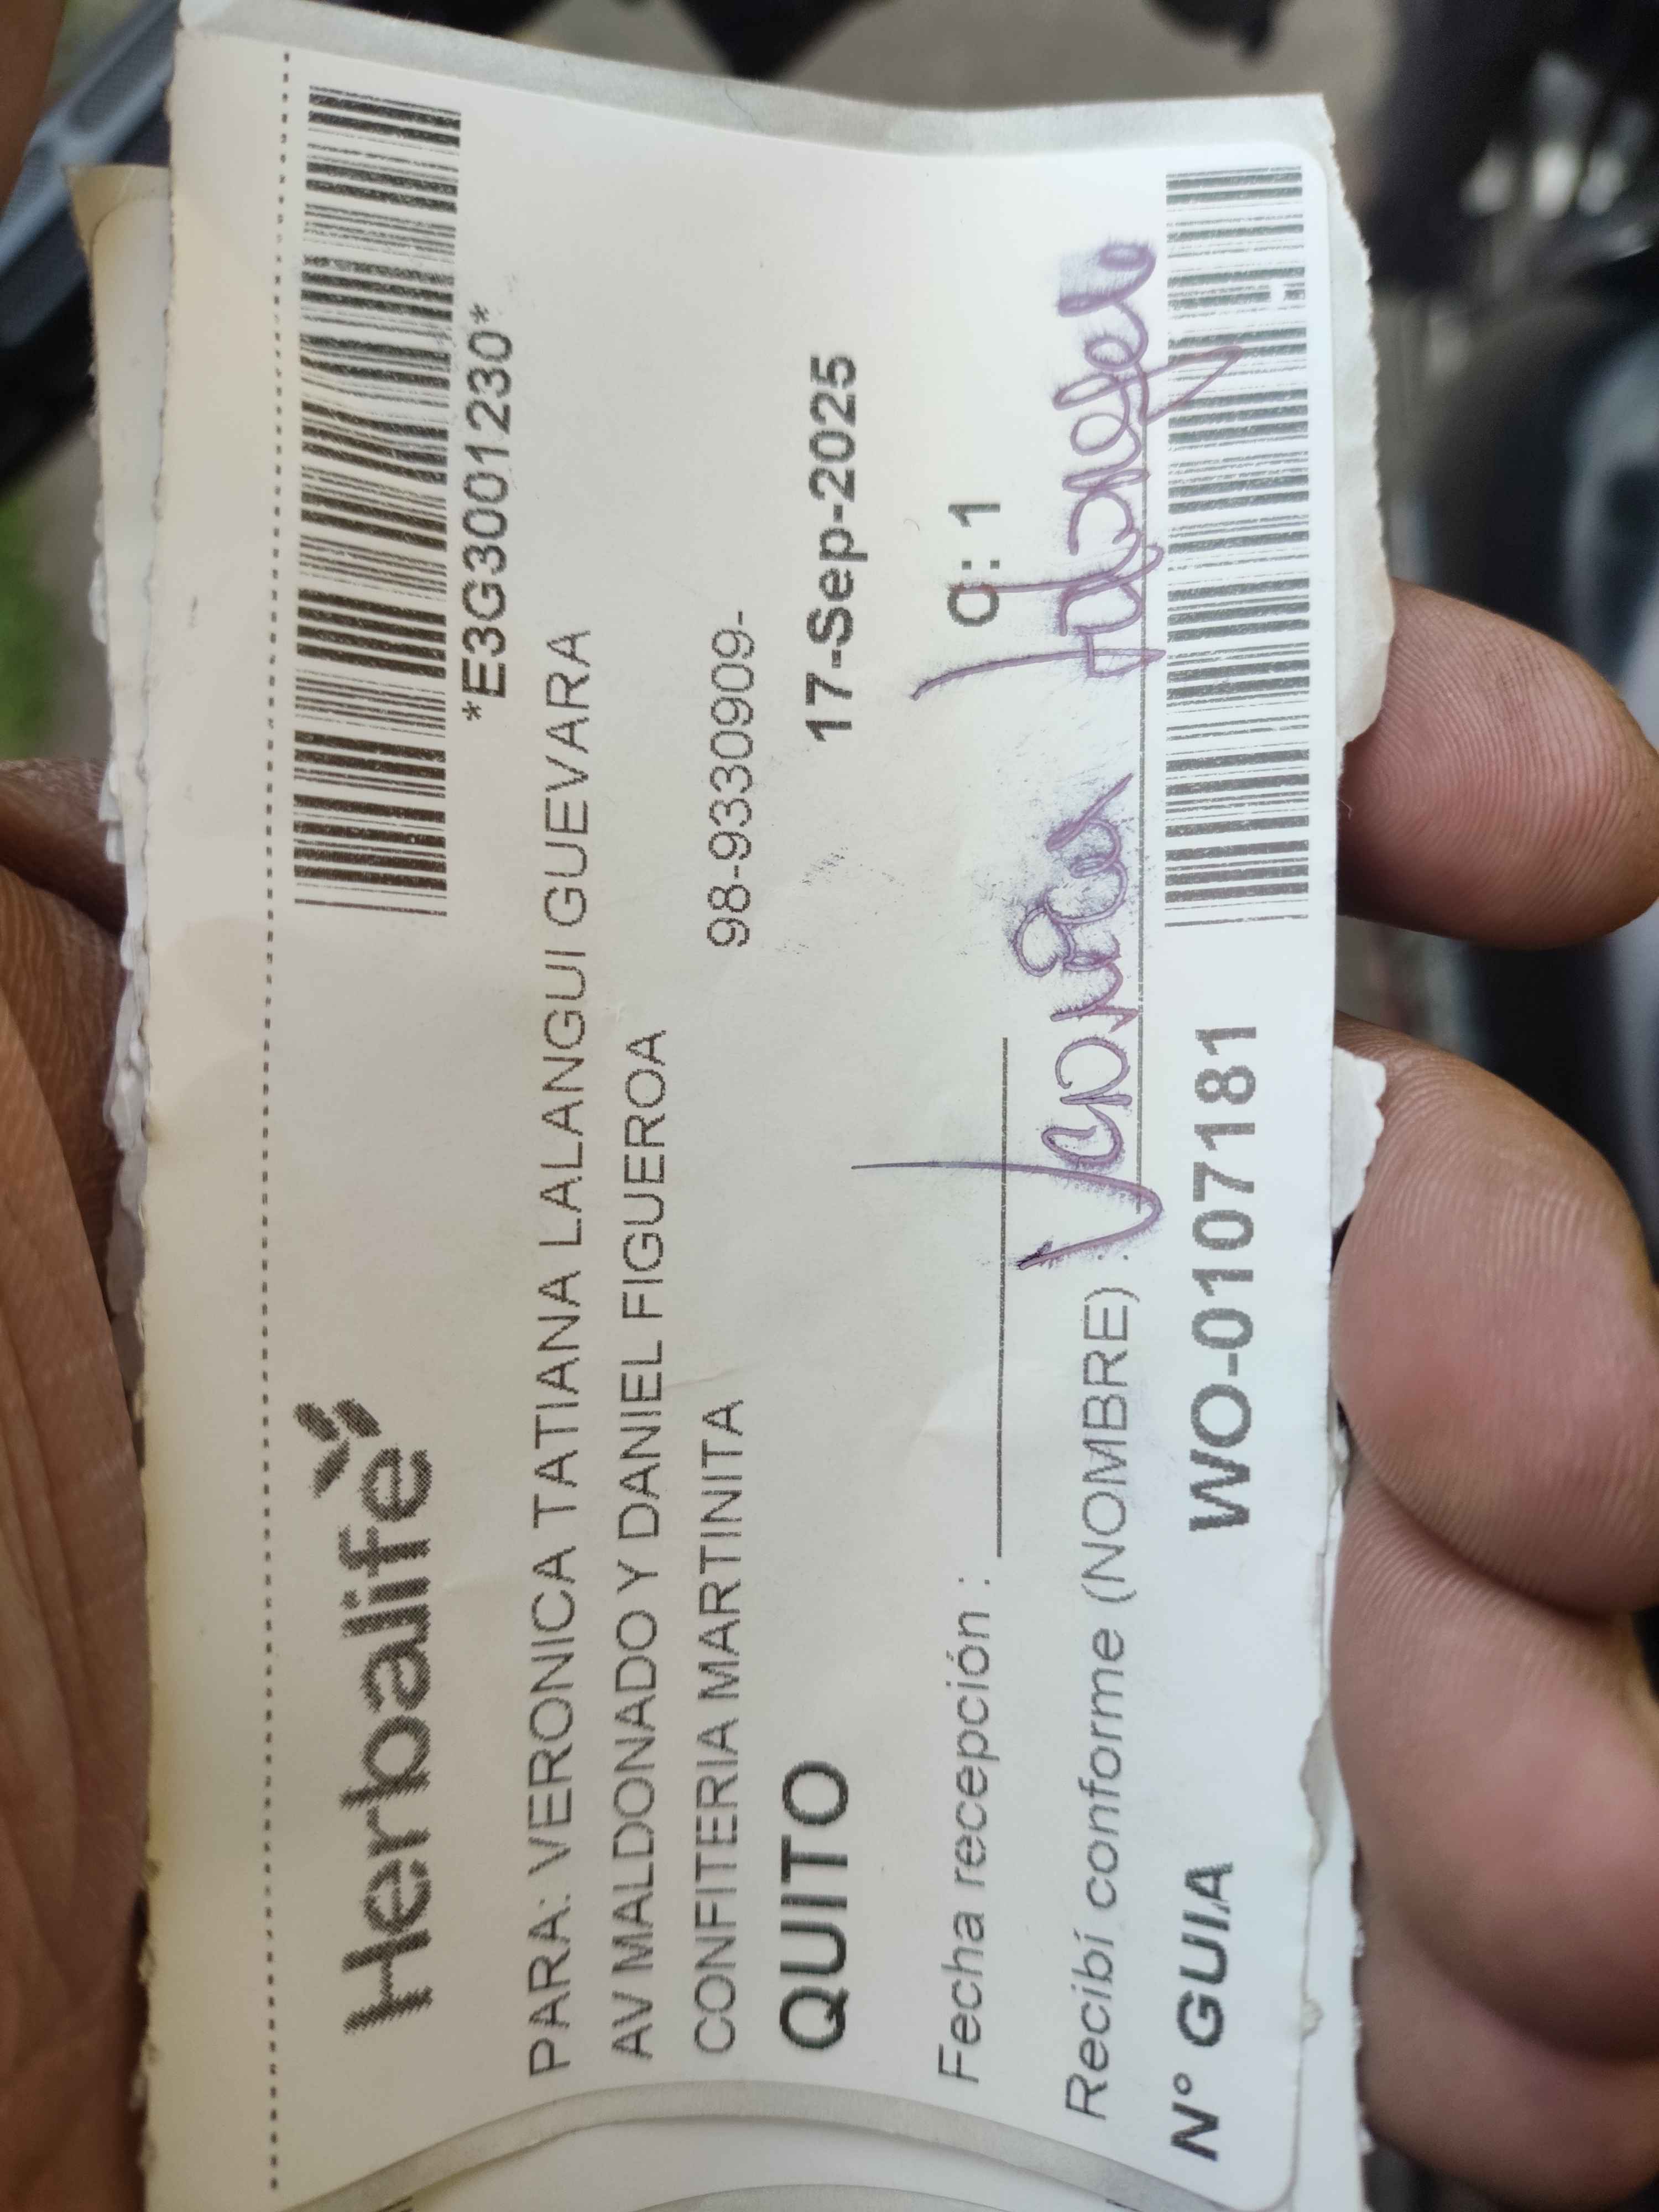 Herbalife
*E3G3001230*
PARA: VERONICA TATIANA LALANGUI GUEVARA
AV MALDONADO Y DANIEL FIGUEROA
CONFITERIA MARTINITA 98-9330909-
QUITO 17-Sep-2025
Fecha recepción : O: 1
Recibí conforme (NOMBRE) :
N° GUIA WO-0107181